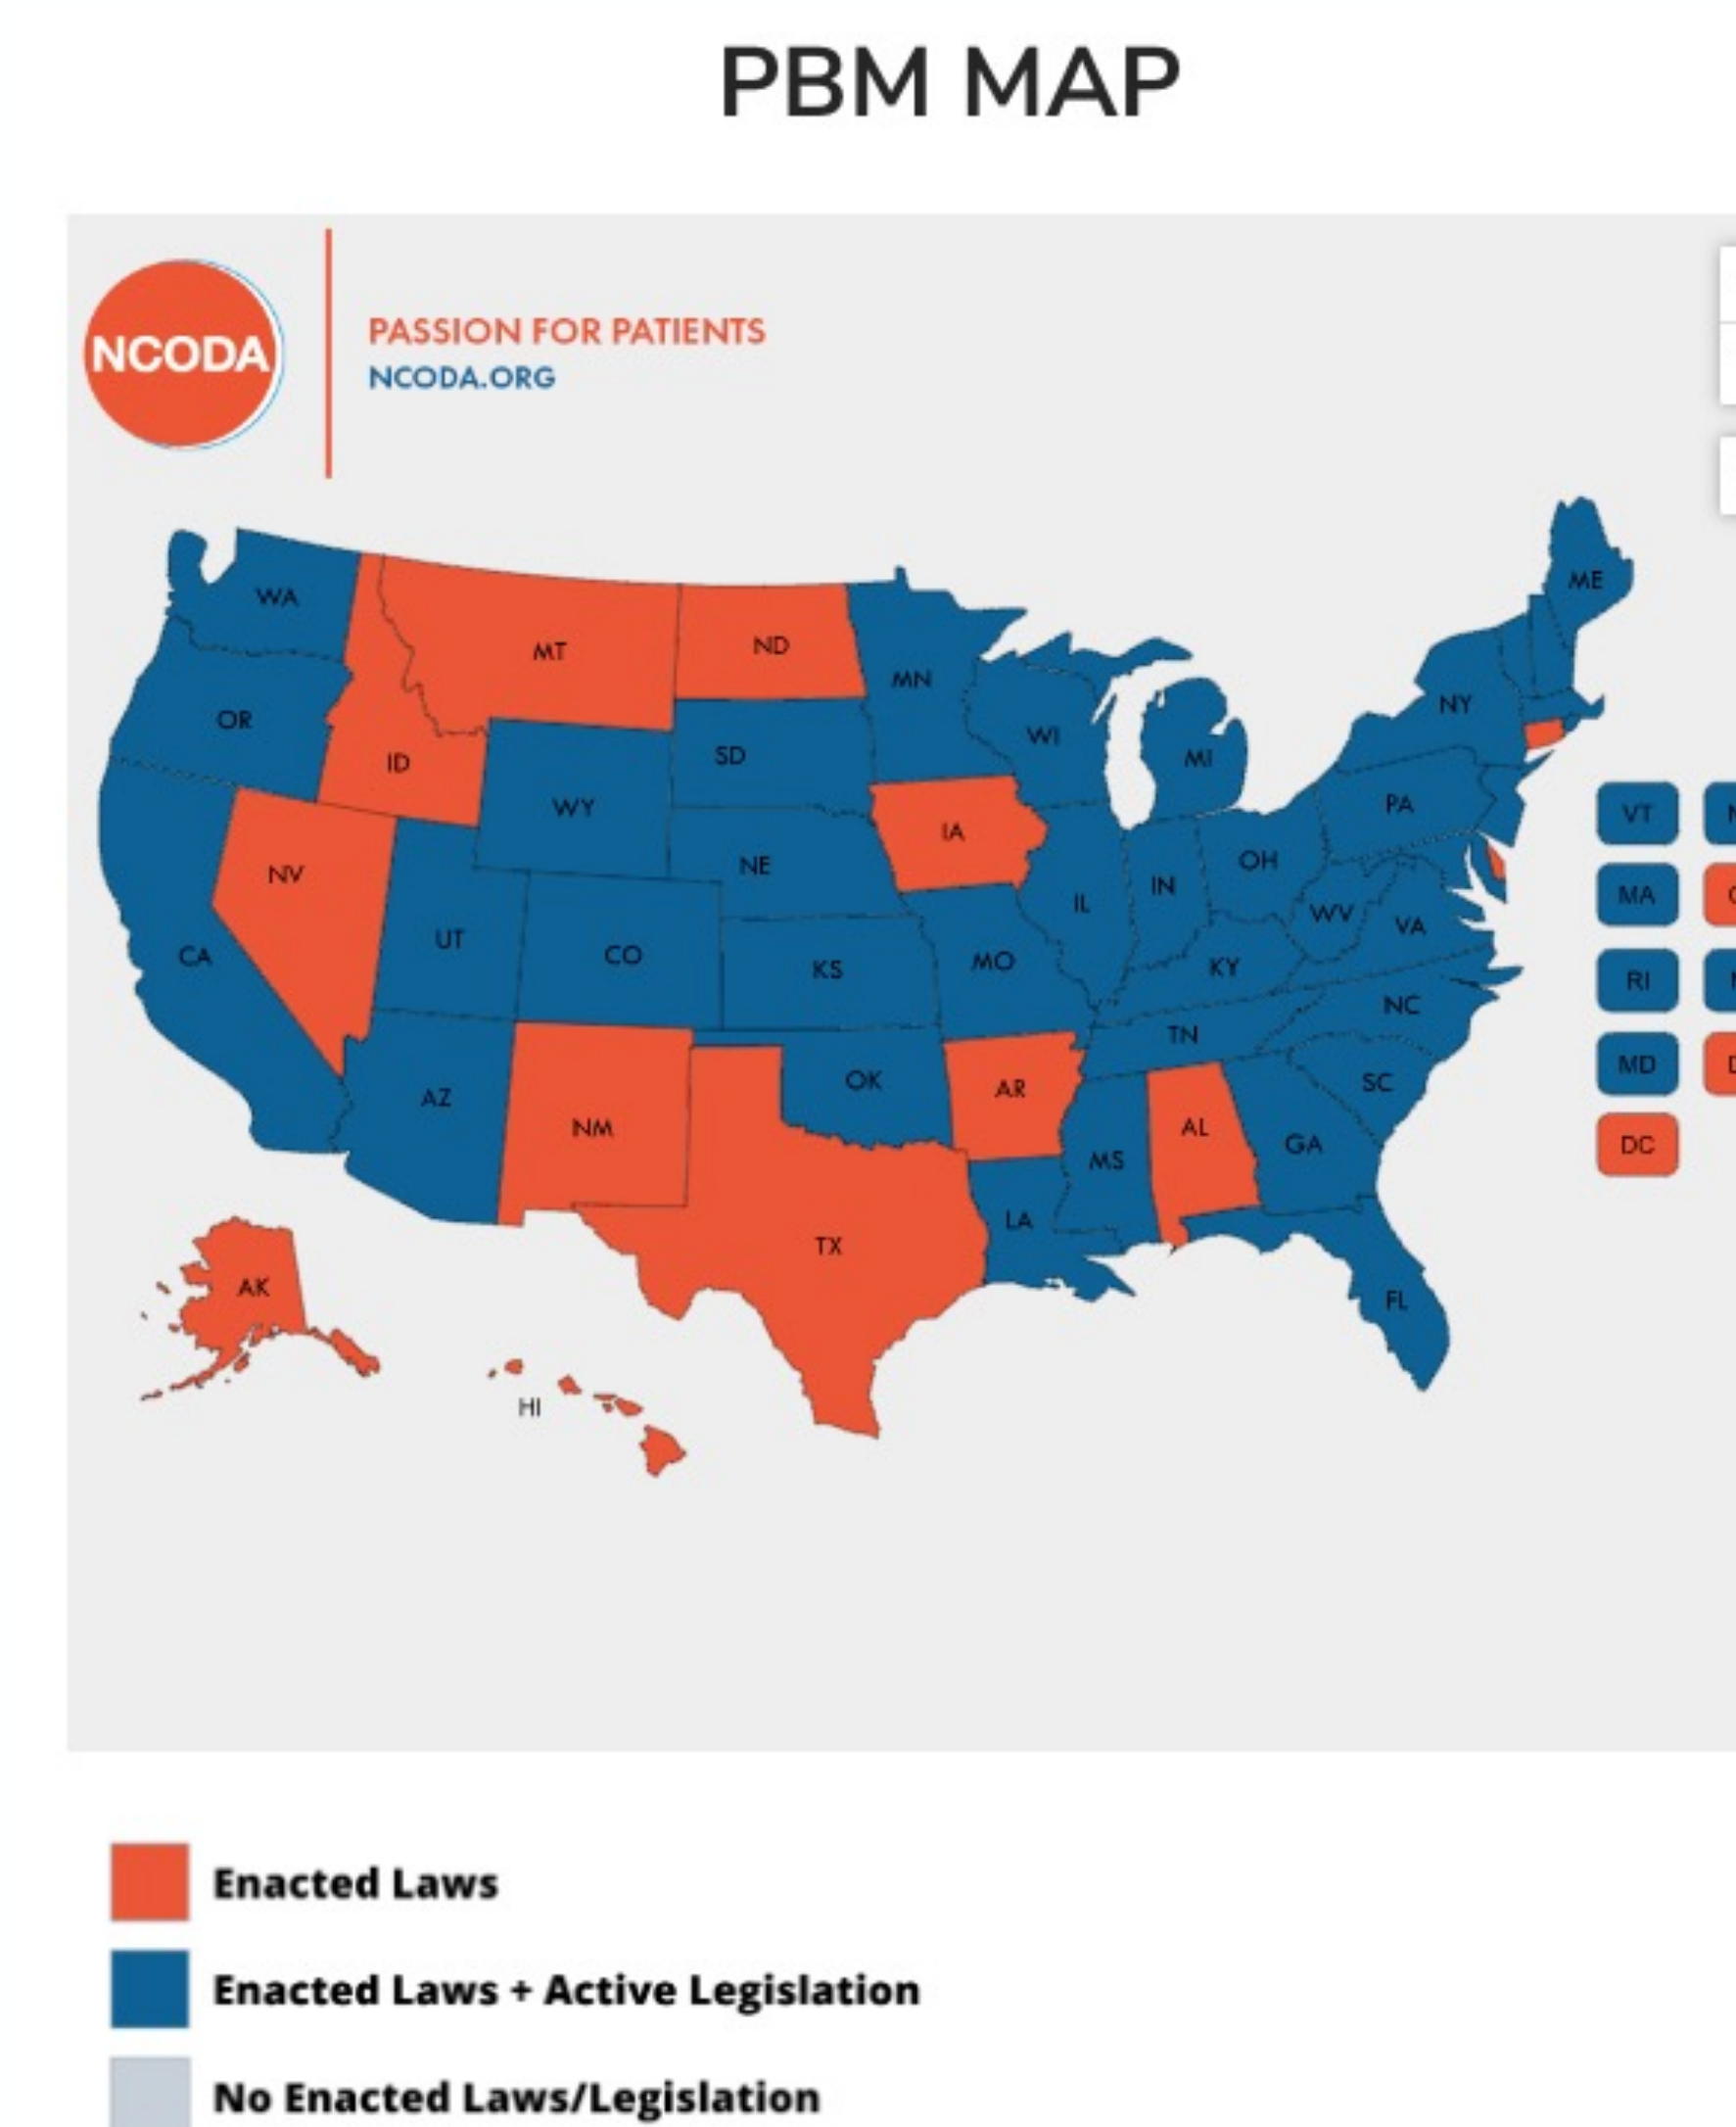 PBM MAP
NCODA
PASSION FOR PATIENTS
NCODA.ORG
WA
MT
ND
MN
ME
OR
ID
SD
WI
MI
NY
WY
IA
PA
VT
NV
NE
IL
IN
OH
WV
VA
MA
CA
UT
CO
KS
MO
KY
RI
NC
TN
MD
AZ
NM
OK
AR
AL
SC
MS
GA
DC
LA
TX
AK
FL
HI
Enacted Laws
Enacted Laws + Active Legislation
No Enacted Laws/Legislation